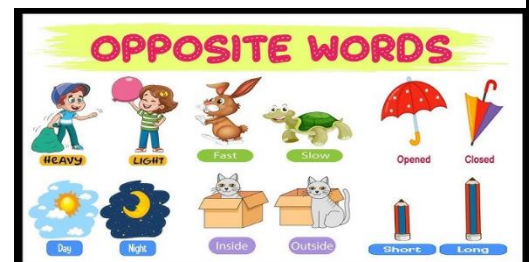 OPPOSITE WORDS
HEAVY LIGHT Fast Slow Opened Closed
Day Night Inside Outside Short Long